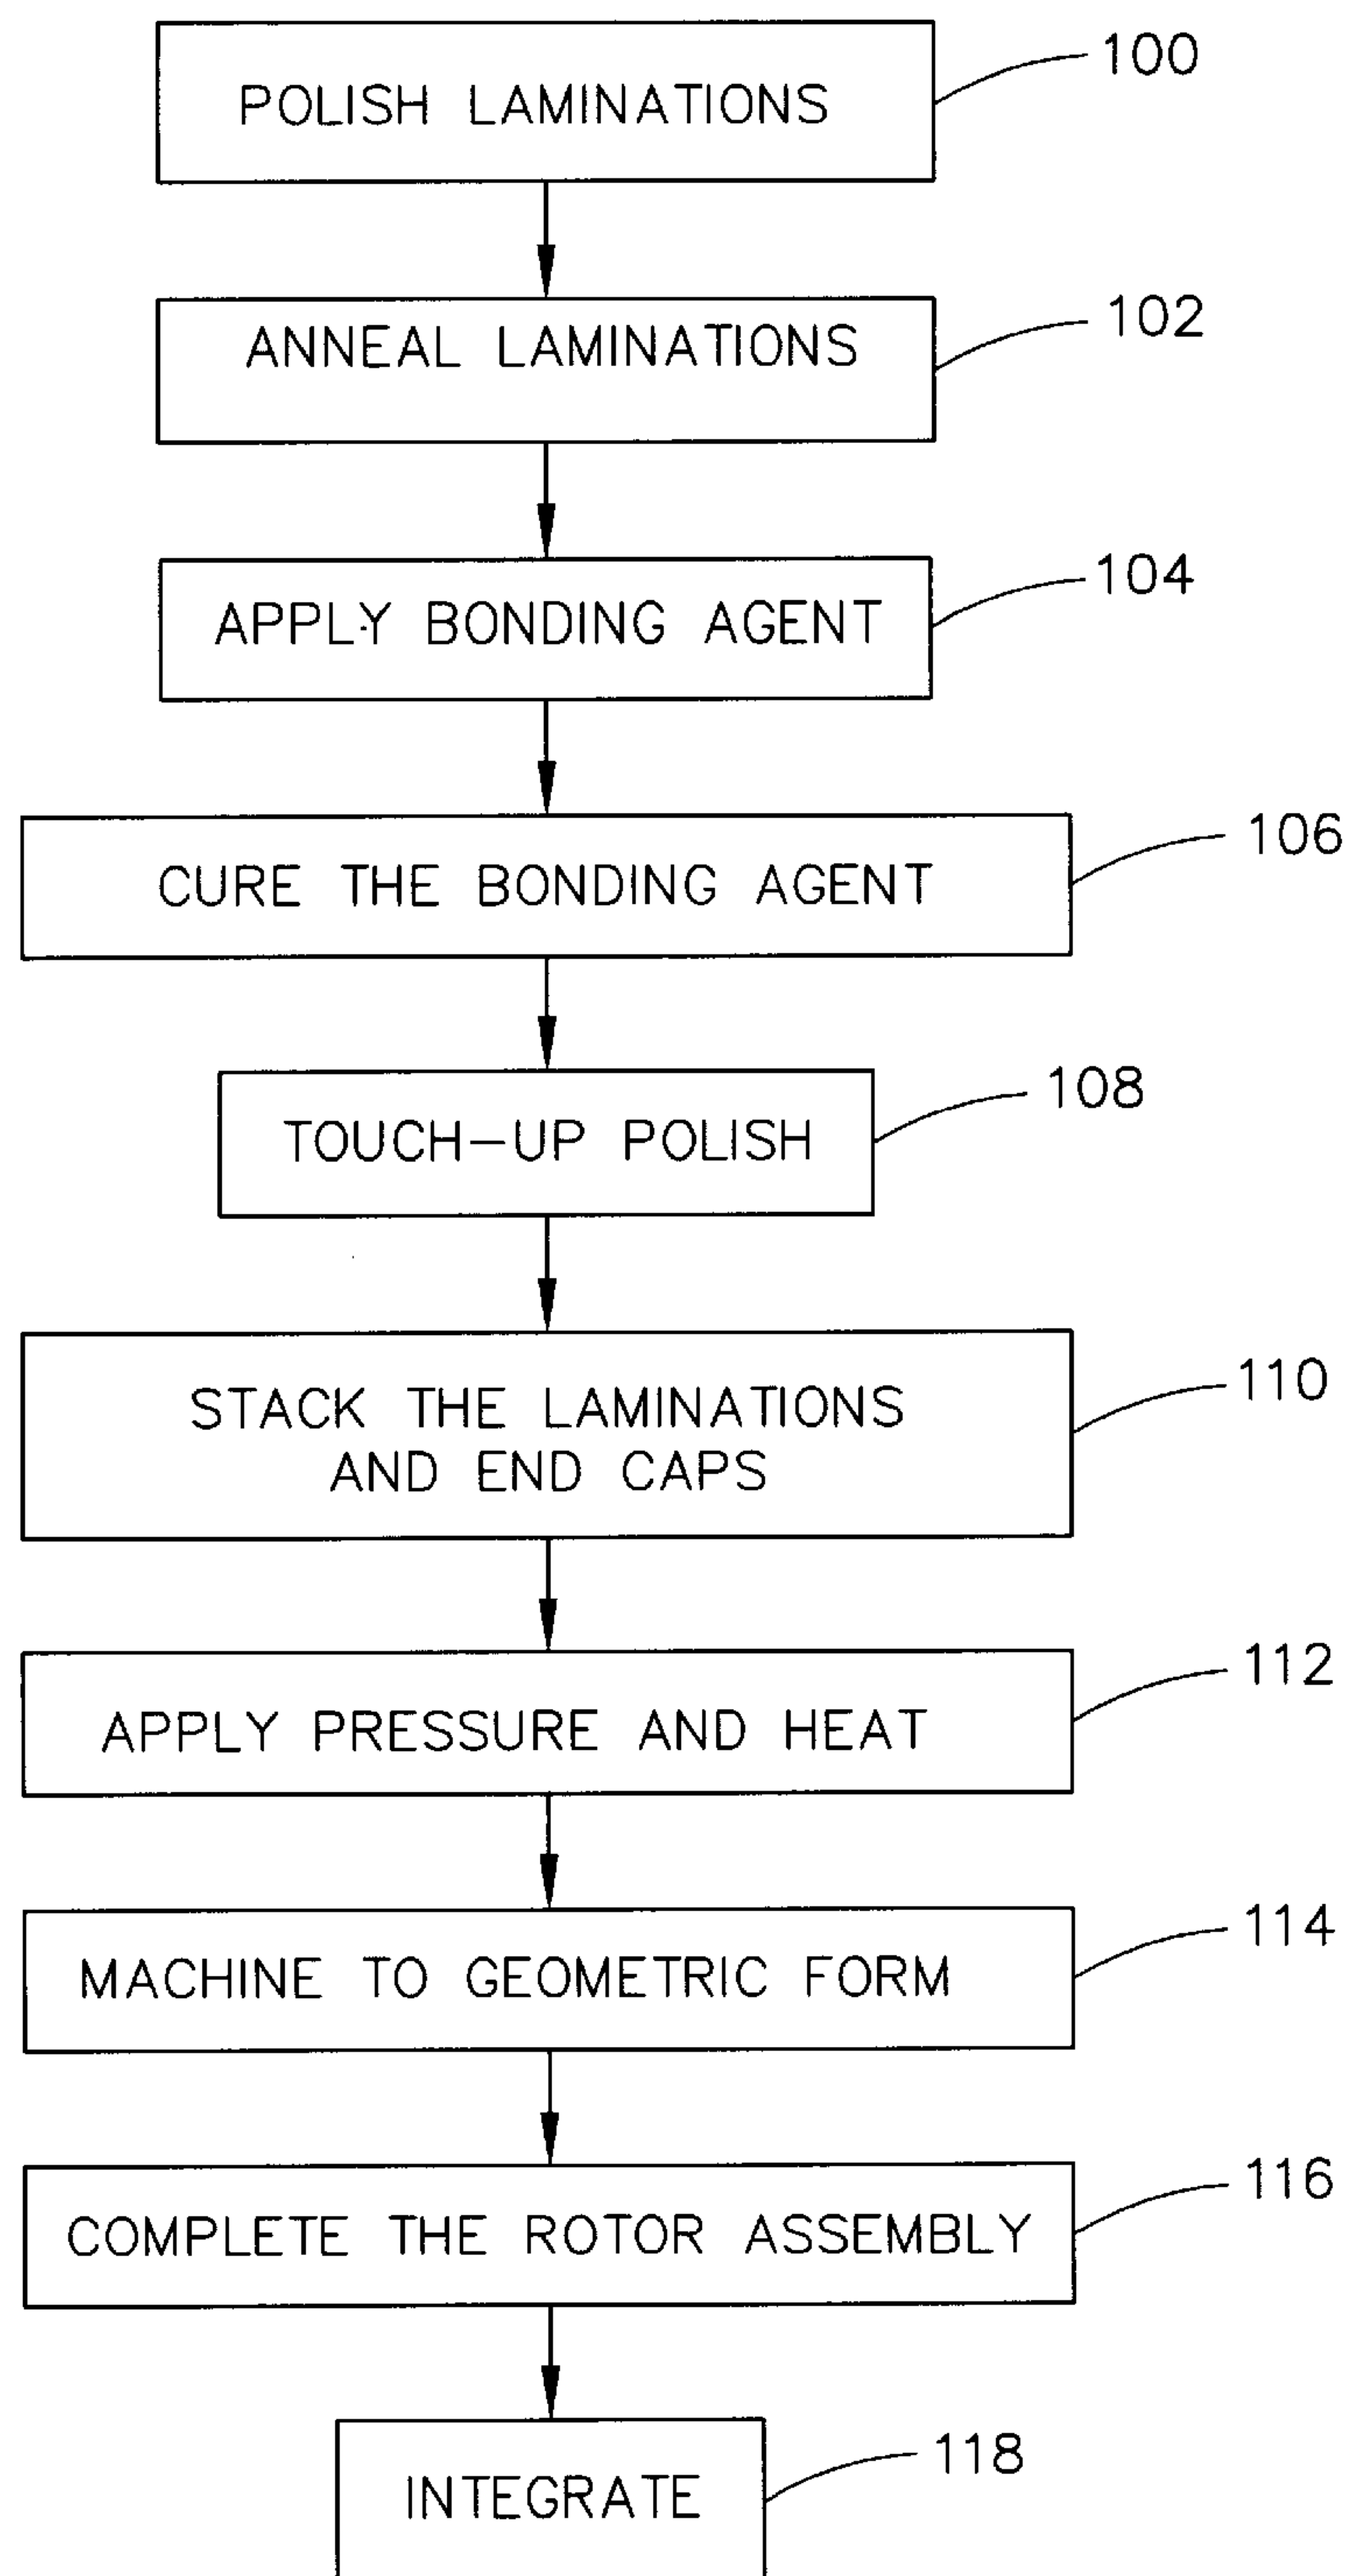 POLISH LAMINATIONS
100
ANNEAL LAMINATIONS
102
APPLY BONDING AGENT
104
CURE THE BONDING AGENT
106
TOUCH-UP POLISH
108
STACK THE LAMINATIONS
AND END CAPS
110
APPLY PRESSURE AND HEAT
112
MACHINE TO GEOMETRIC FORM
114
COMPLETE THE ROTOR ASSEMBLY
116
INTEGRATE
118